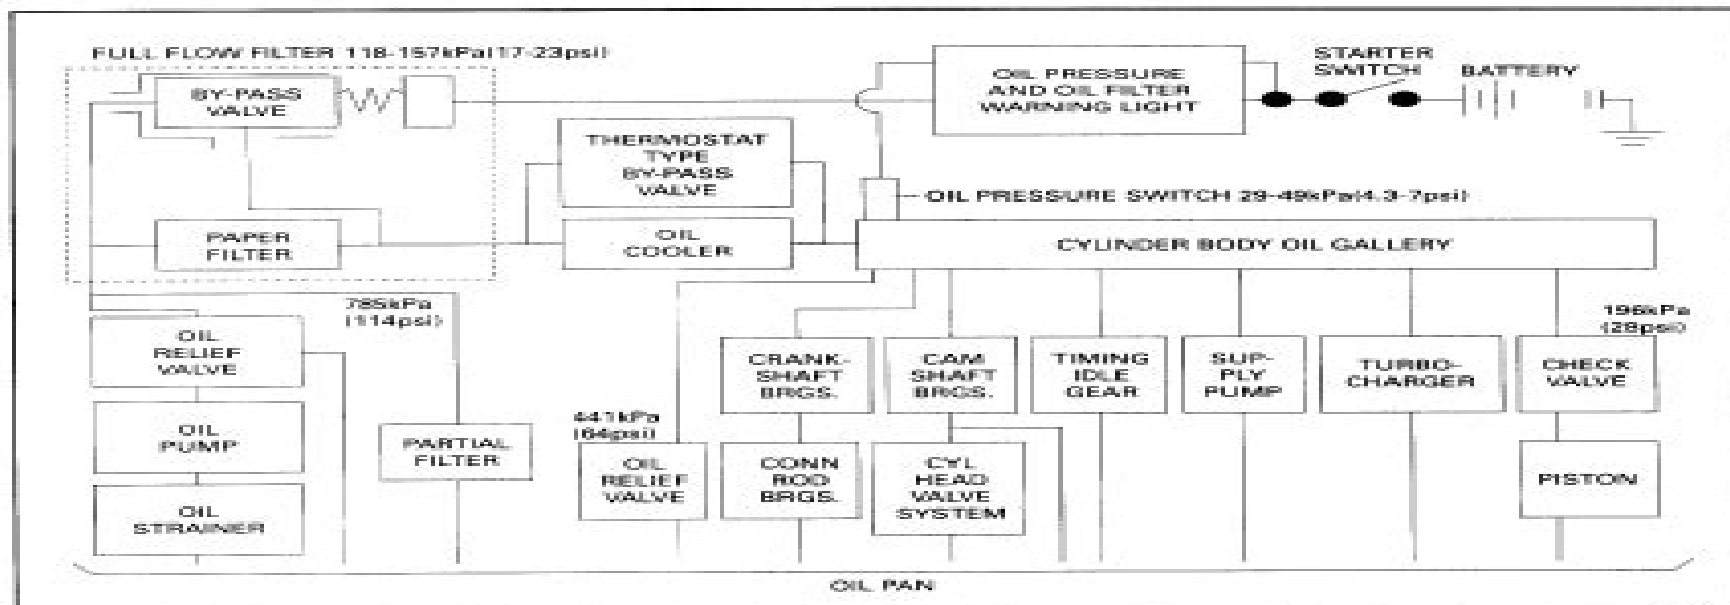 FULL FLOW FILTER 118-157kPa(17-23psi)
BY-PASS
VALVE
OIL PRESSURE
AND OIL FILTER
WARNING LIGHT
STARTER
SWITCH
BATTERY
THERMOSTAT
TYPE
BY-PASS
VALVE
OIL PRESSURE SWITCH 29-49kPa(4.3-7psi)
PAPER
FILTER
OIL
COOLER
CYLINDER BODY OIL GALLERY
785kPa
(114psi)
196kPa
(28psi)
OIL
RELIEF
VALVE
CRANK-
SHAFT
BRGS.
CAM
SHAFT
BRGS.
TIMING
IDLE
GEAR
SUP-
PLY
PUMP
TURBO-
CHARGER
CHECK
VALVE
OIL
PUMP
PARTIAL
FILTER
441kPa
(64psi)
OIL
RELIEF
VALVE
CONN
ROD
BRGS.
CYL
HEAD
VALVE
SYSTEM
PISTON
OIL
STRAINER
OIL PAN